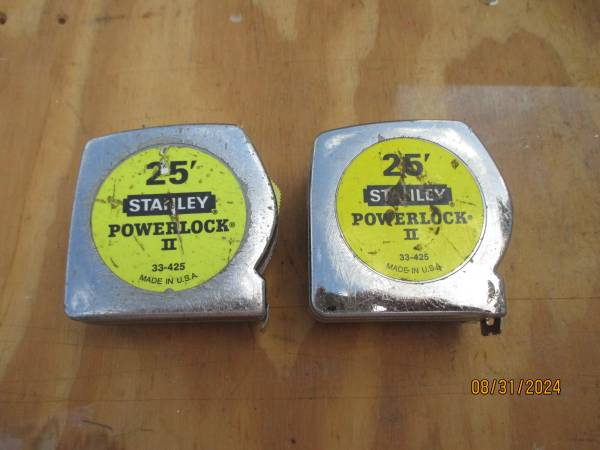 25'
STANLEY
POWERLOCK®
II
33-425
MADE IN U.S.A.
25'
STANLEY
POWERLOCK®
II
33-425
MADE IN U.S.A.
08/31/2024